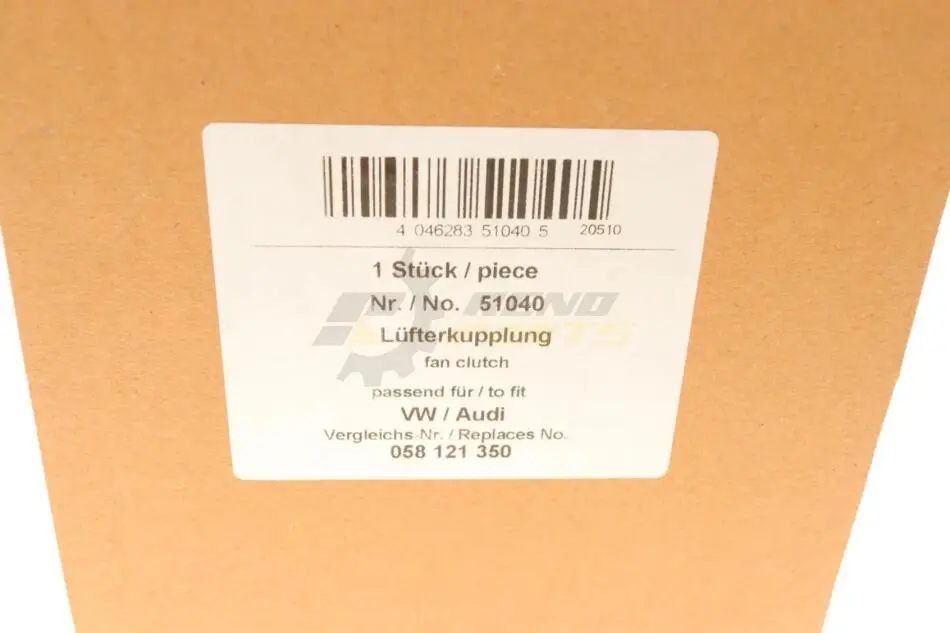 4 046283 51040 5 20510
1 Stück / piece
Nr. / No. 51040
Lüfterkupplung
fan clutch
passend für / to fit
VW / Audi
Vergleichs-Nr. / Replaces No.
058 121 350